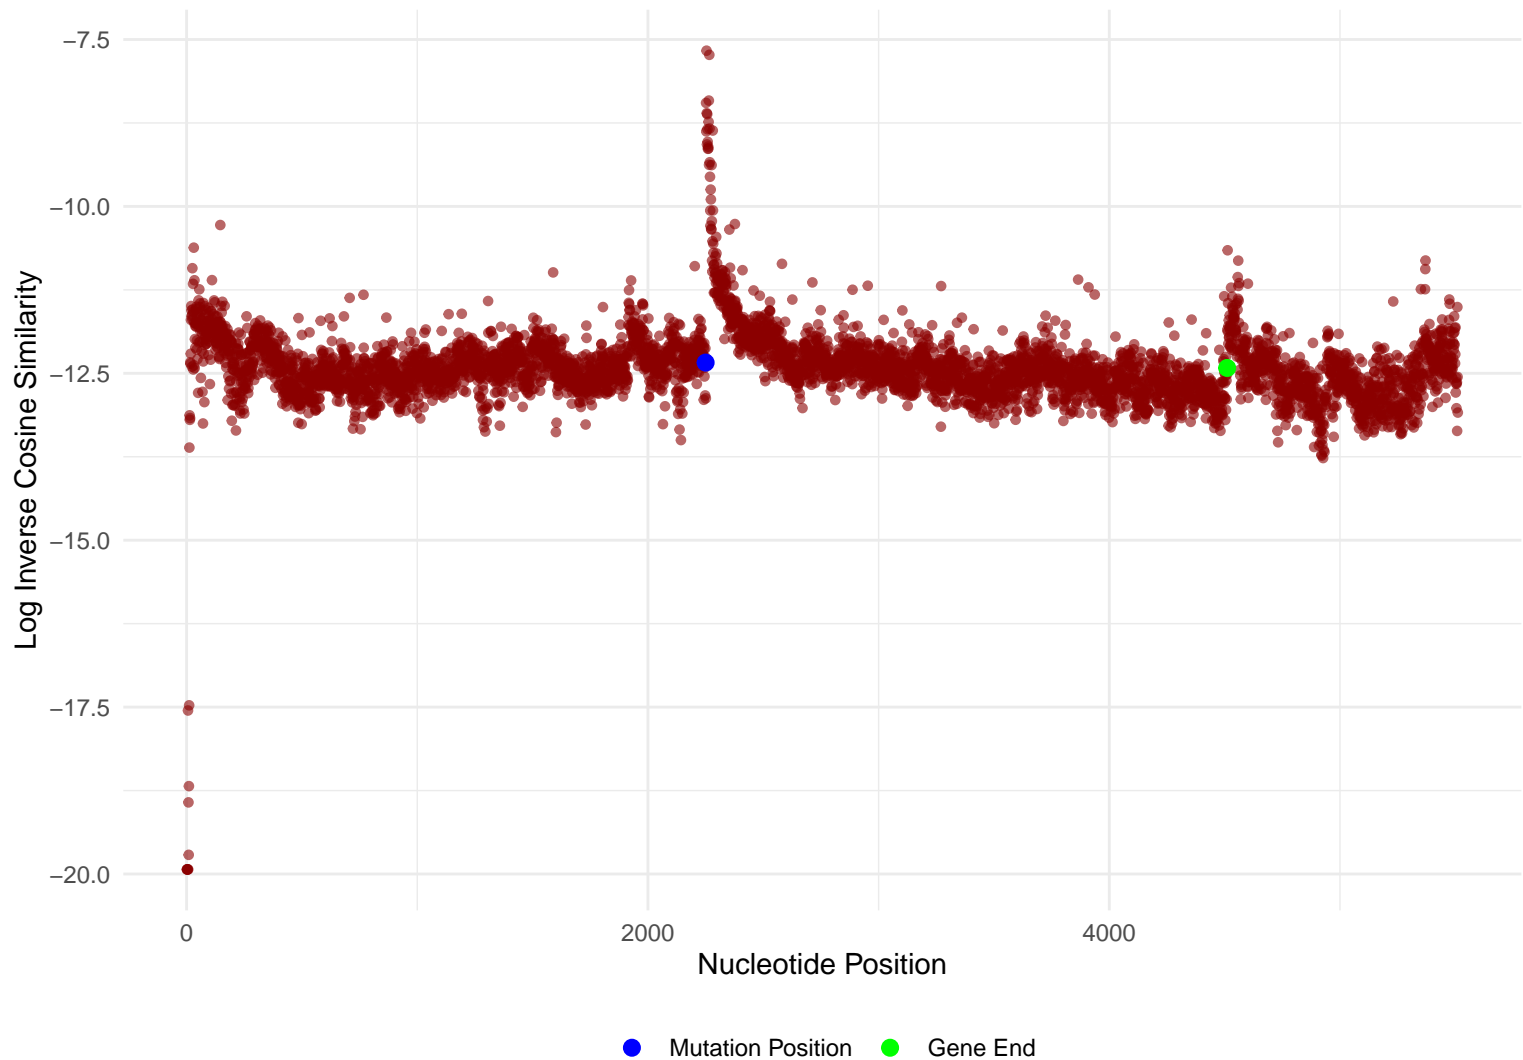 −7.5
−10.0
−12.5
−15.0
−17.5
−20.0
Log Inverse Cosine Similarity
0 2000 4000
Nucleotide Position
Mutation Position Gene End